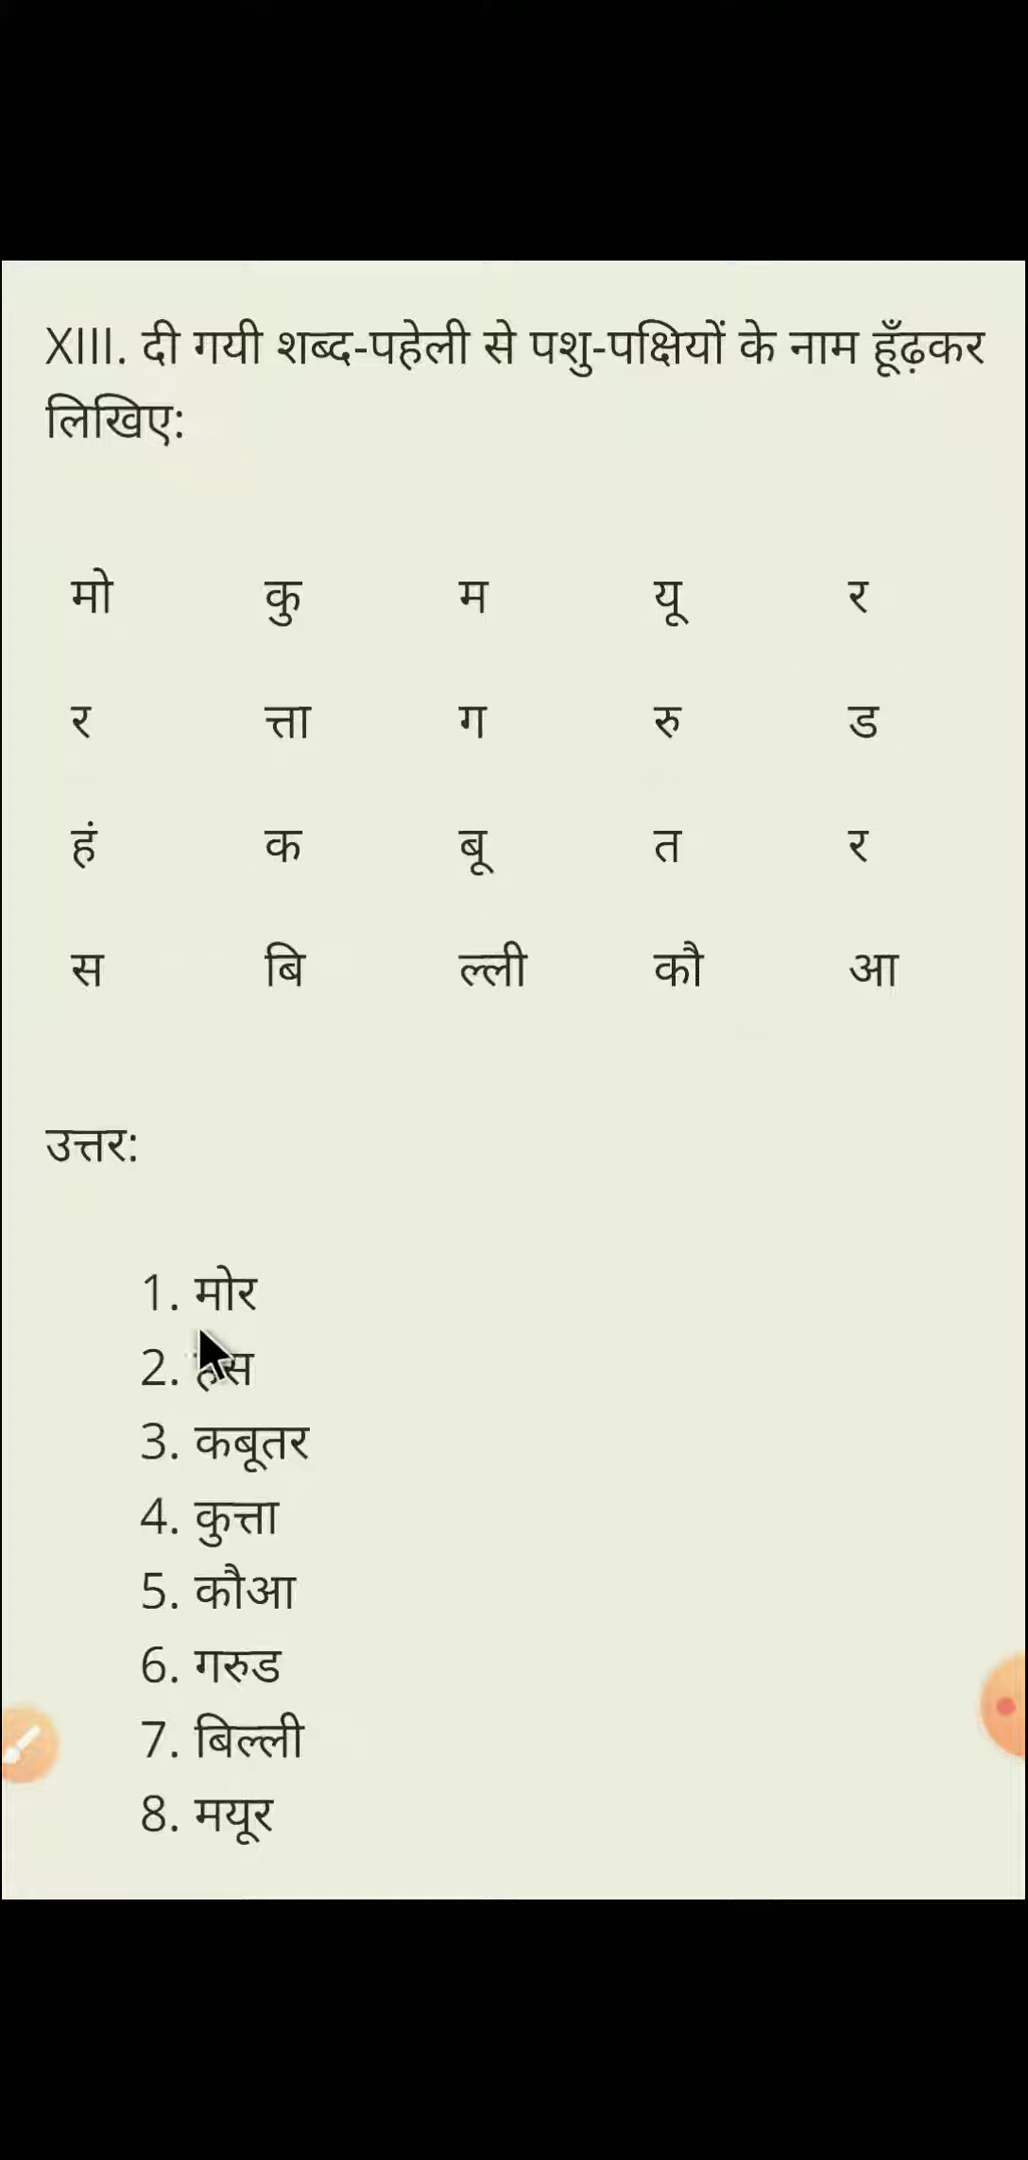 XIII. दी गयी शब्द-पहेली से पशु-पक्षियों के नाम हूँढ़कर
लिखिए:
मो कु म यू र
र त्ता ग रु ड
हं क बू त र
स बि ल्ली कौ आ
उत्तर:
1. मोर
2. हंस
3. कबूतर
4. कुत्ता
5. कौआ
6. गरुड
7. बिल्ली
8. मयूर